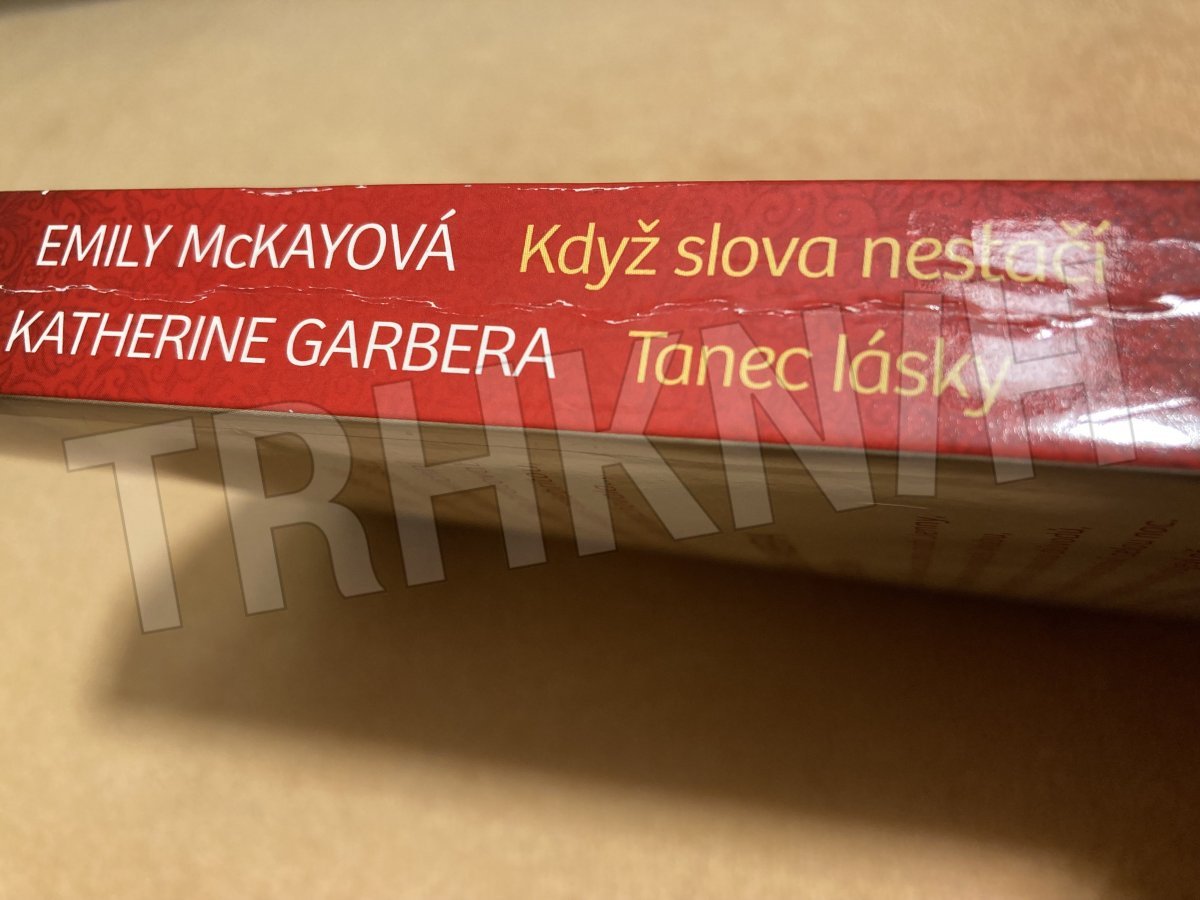 EMILY McKAYOVÁ Když slova nestačí
KATHERINE GARBERA Tanec lásky
TRHKNIH